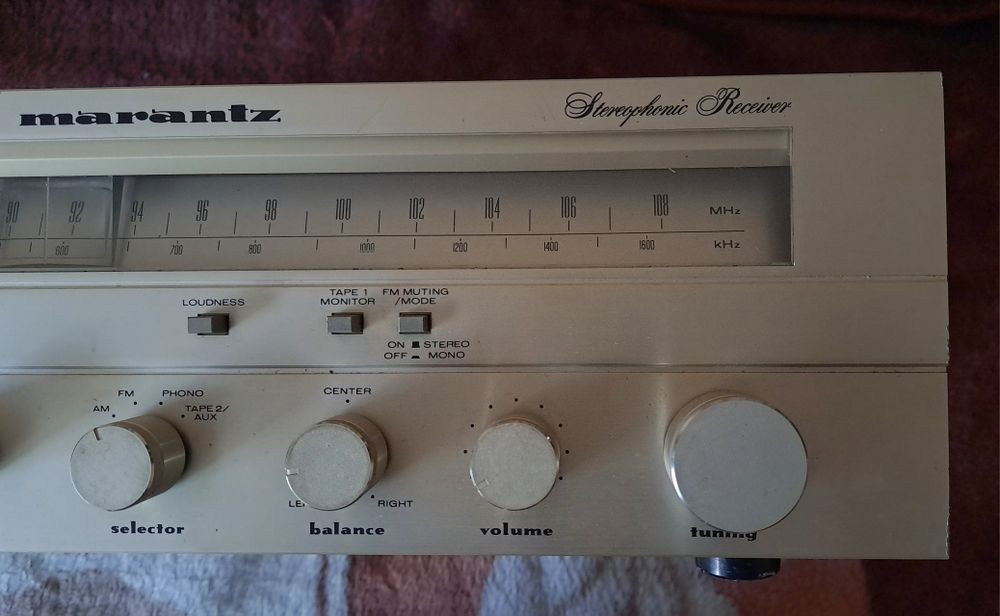 marantz
Stereophonic Receiver
90 92 94 96 98 100 102 104 106 108 MHz
600 700 800 1000 1200 1400 1600 kHz
LOUDNESS
TAPE 1
MONITOR
FM MUTING
/MODE
ON STEREO
OFF MONO
AM
FM
PHONO
TAPE 2/
AUX
CENTER
LE
RIGHT
selector
balance
volume
tuning